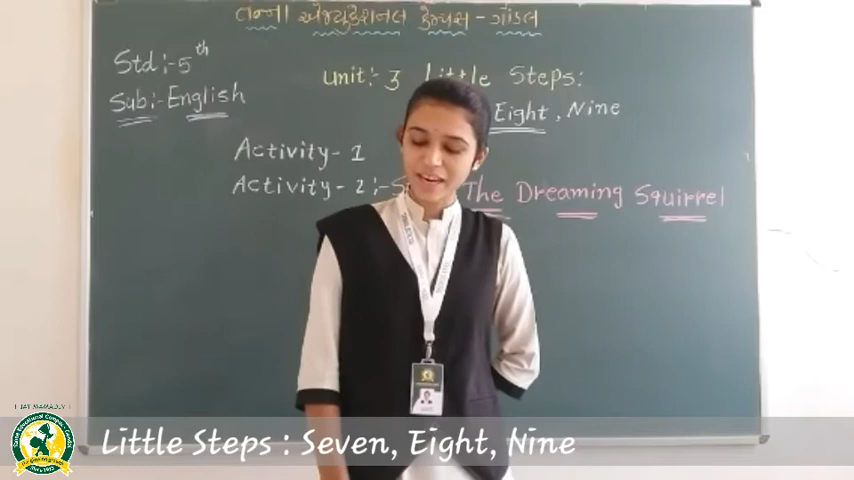 તન્ના એજ્યુકેશનલ કેમ્પસ - ગોંડલ
Std :- 5th
Sub :- English
Unit :- 3 Little Steps :
Eight, Nine
Activity - 1
Activity - 2 :- S
The Dreaming Squirrel
Little Steps : Seven, Eight, Nine